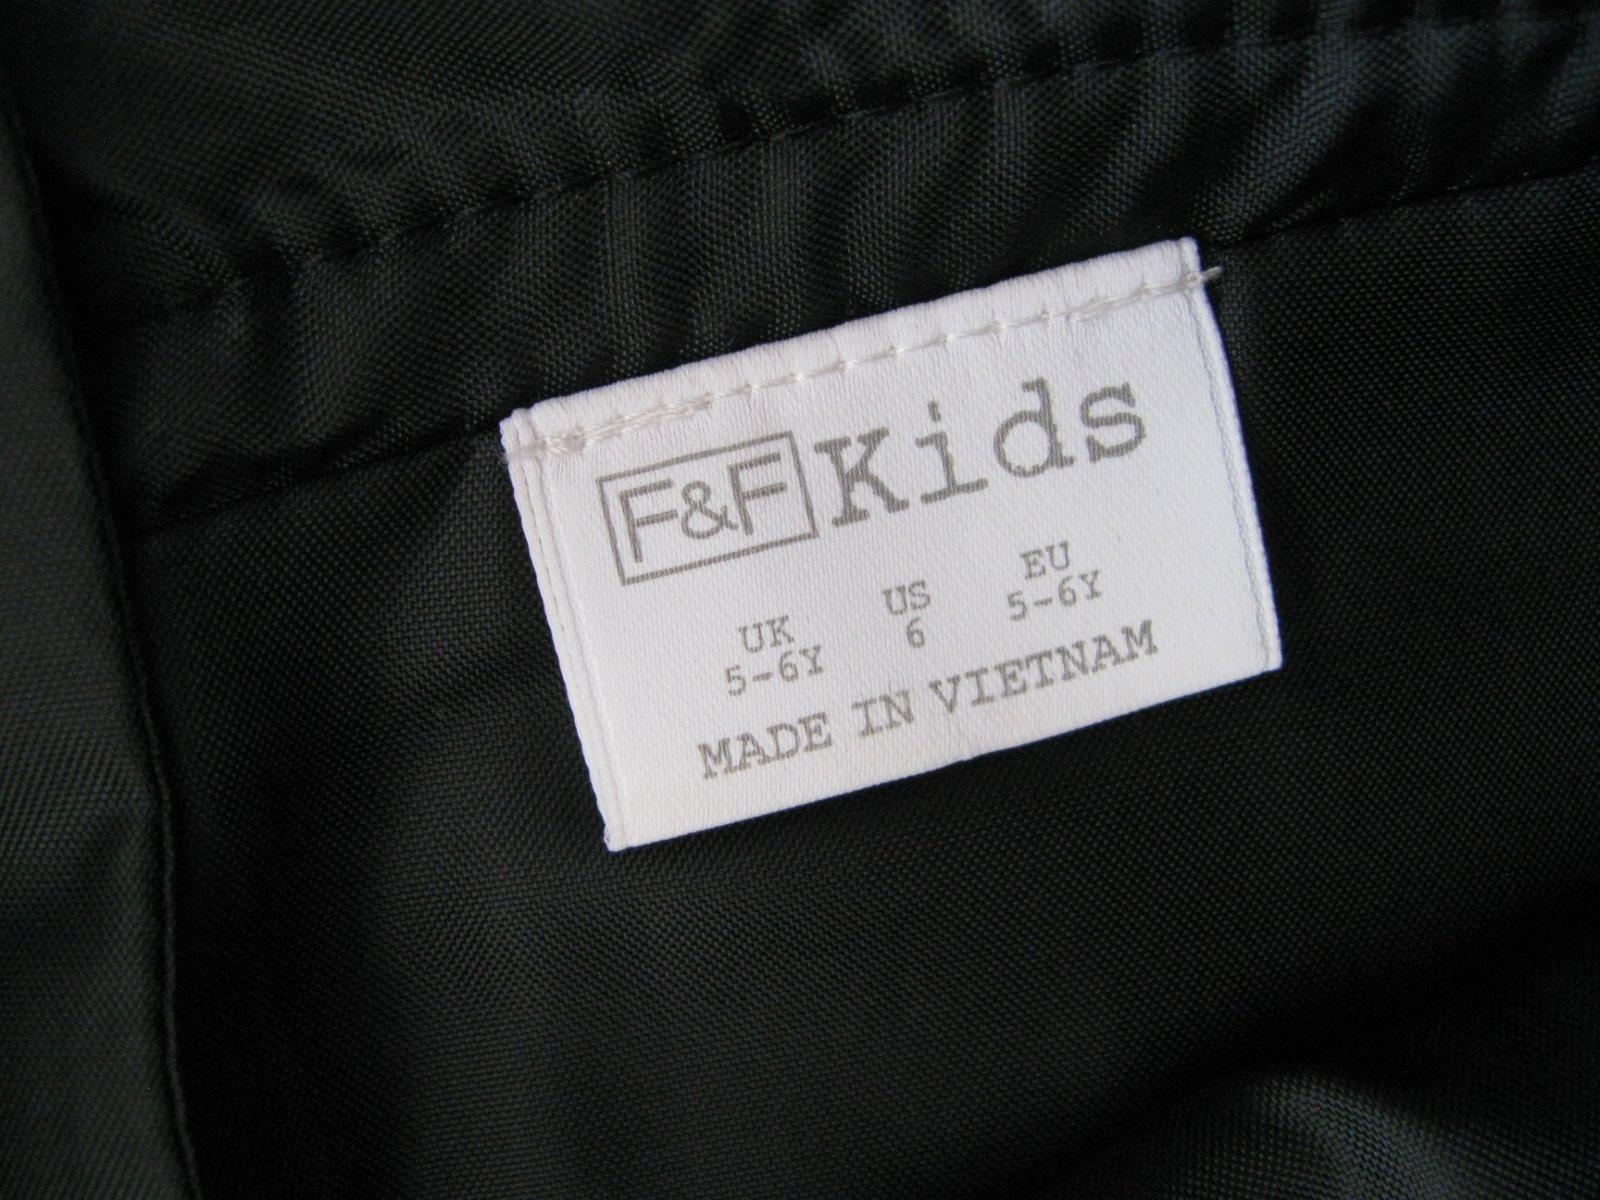 F&F Kids
UK US EU
5-6Y 6 5-6Y
MADE IN VIETNAM